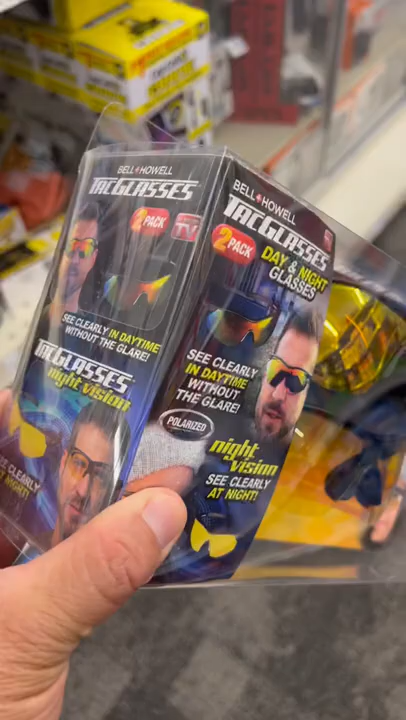 BELL+HOWELL
TACGLASSES
2 PACK
TV
SEE CLEARLY IN DAYTIME
WITHOUT THE GLARE!
TACGLASSES
night vision
SEE CLEARLY
AT NIGHT!
BELL+HOWELL
TACGLASSES
2 PACK
DAY & NIGHT
GLASSES
SEE CLEARLY
IN DAYTIME
WITHOUT
THE GLARE!
POLARIZED
night
vision
SEE CLEARLY
AT NIGHT!